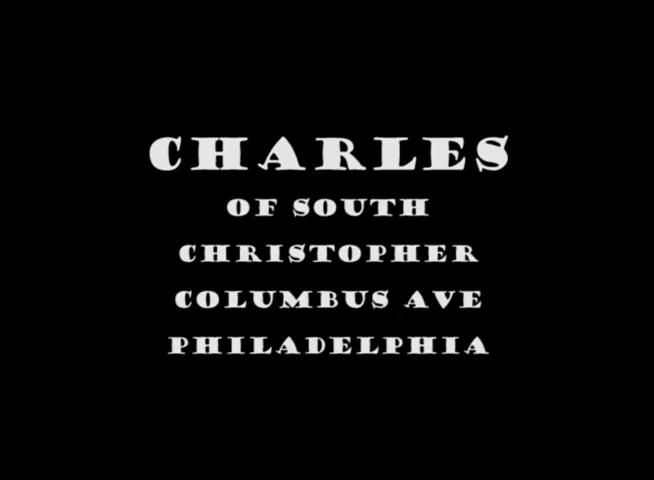 CHARLES
OF SOUTH
CHRISTOPHER
COLUMBUS AVE
PHILADELPHIA